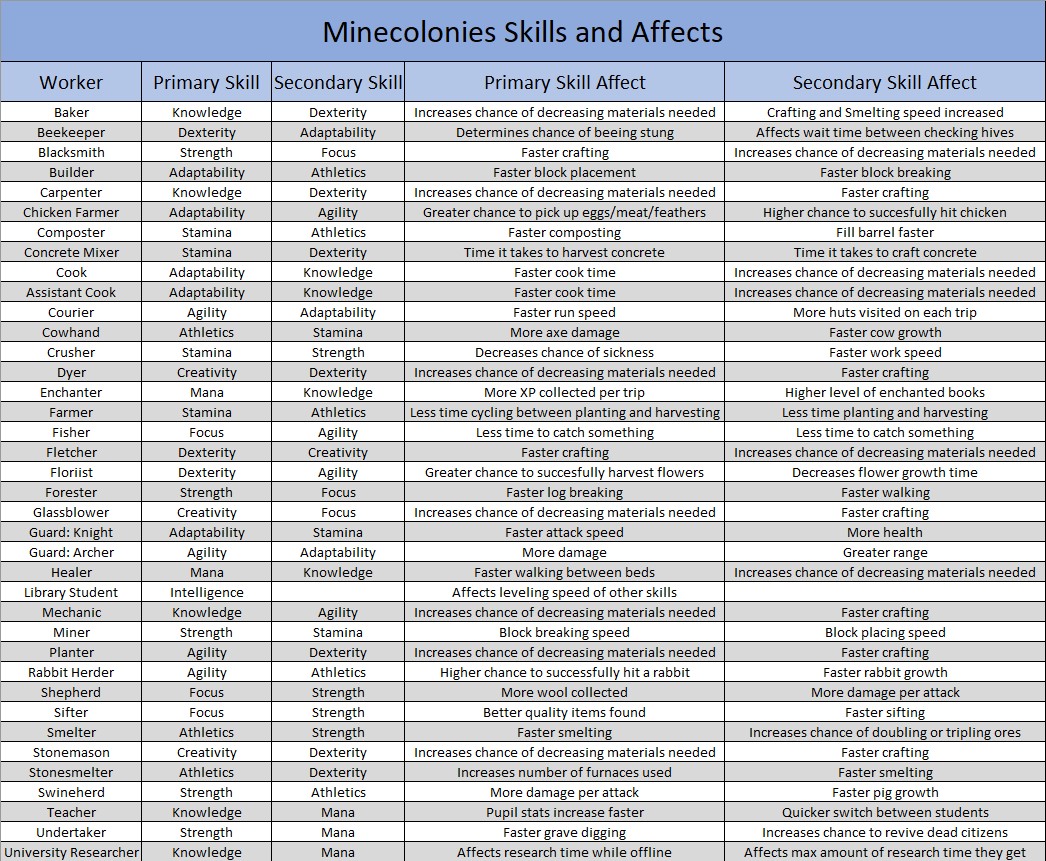 Minecolonies Skills and Affects
Worker Primary Skill Secondary Skill Primary Skill Affect Secondary Skill Affect
Baker Knowledge Dexterity Increases chance of decreasing materials needed Crafting and Smelting speed increased
Beekeeper Dexterity Adaptability Determines chance of beeing stung Affects wait time between checking hives
Blacksmith Strength Focus Faster crafting Increases chance of decreasing materials needed
Builder Adaptability Athletics Faster block placement Faster block breaking
Carpenter Knowledge Dexterity Increases chance of decreasing materials needed Faster crafting
Chicken Farmer Adaptability Agility Greater chance to pick up eggs/meat/feathers Higher chance to succesfully hit chicken
Composter Stamina Athletics Faster composting Fill barrel faster
Concrete Mixer Stamina Dexterity Time it takes to harvest concrete Time it takes to craft concrete
Cook Adaptability Knowledge Faster cook time Increases chance of decreasing materials needed
Assistant Cook Adaptability Knowledge Faster cook time Increases chance of decreasing materials needed
Courier Agility Adaptability Faster run speed More huts visited on each trip
Cowhand Athletics Stamina More axe damage Faster cow growth
Crusher Stamina Strength Decreases chance of sickness Faster work speed
Dyer Creativity Dexterity Increases chance of decreasing materials needed Faster crafting
Enchanter Mana Knowledge More XP collected per trip Higher level of enchanted books
Farmer Stamina Athletics Less time cycling between planting and harvesting Less time planting and harvesting
Fisher Focus Agility Less time to catch something Less time to catch something
Fletcher Dexterity Creativity Faster crafting Increases chance of decreasing materials needed
Floriist Dexterity Agility Greater chance to succesfully harvest flowers Decreases flower growth time
Forester Strength Focus Faster log breaking Faster walking
Glassblower Creativity Focus Increases chance of decreasing materials needed Faster crafting
Guard: Knight Adaptability Stamina Faster attack speed More health
Guard: Archer Agility Adaptability More damage Greater range
Healer Mana Knowledge Faster walking between beds Increases chance of decreasing materials needed
Library Student Intelligence Affects leveling speed of other skills
Mechanic Knowledge Agility Increases chance of decreasing materials needed Faster crafting
Miner Strength Stamina Block breaking speed Block placing speed
Planter Agility Dexterity Increases chance of decreasing materials needed Faster crafting
Rabbit Herder Agility Athletics Higher chance to successfully hit a rabbit Faster rabbit growth
Shepherd Focus Strength More wool collected More damage per attack
Sifter Focus Strength Better quality items found Faster sifting
Smelter Athletics Strength Faster smelting Increases chance of doubling or tripling ores
Stonemason Creativity Dexterity Increases chance of decreasing materials needed Faster crafting
Stonesmelter Athletics Dexterity Increases number of furnaces used Faster smelting
Swineherd Strength Athletics More damage per attack Faster pig growth
Teacher Knowledge Mana Pupil stats increase faster Quicker switch between students
Undertaker Strength Mana Faster grave digging Increases chance to revive dead citizens
University Researcher Knowledge Mana Affects research time while offline Affects max amount of research time they get